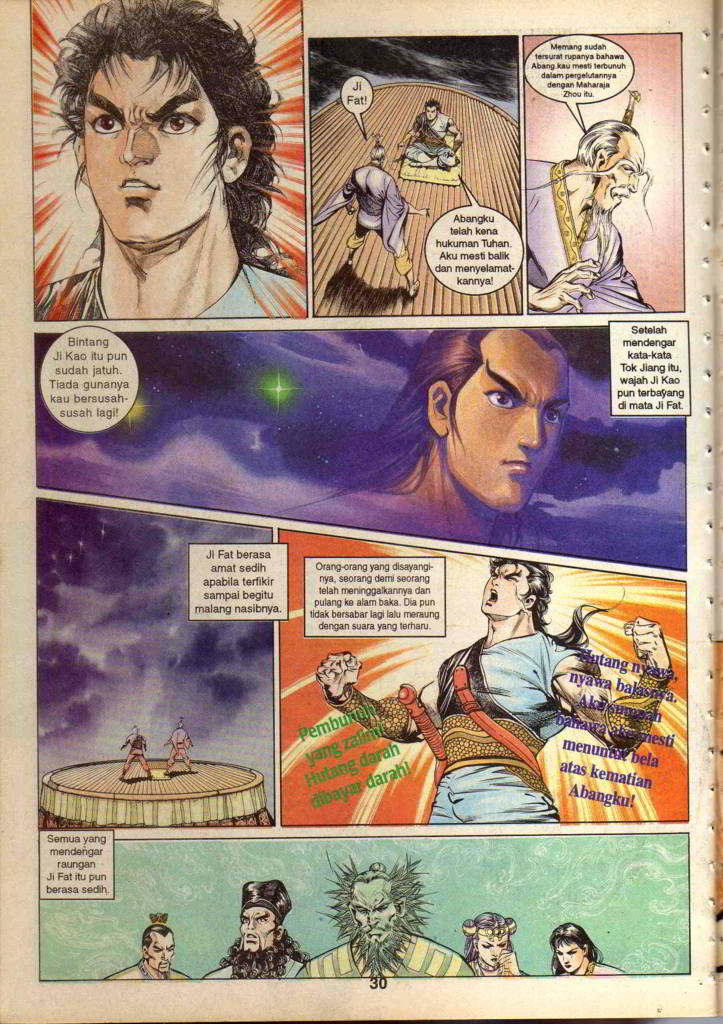 Ji
Fat!
Abangku
telah kena
hukuman Tuhan.
Aku mesti balik
dan menyelamat-
kannya!
Memang sudah
tersurat rupanya bahawa
Abang.kau mesti terbunuh
dalam pergelutannya
dengan Maharaja
Zhou itu.
Bintang
Ji Kao itu pun
sudah jatuh.
Tiada gunanya
kau bersusah-
susah lagi!
Setelah
mendengar
kata-kata
Tok Jiang itu,
wajah Ji Kao
pun terbayang
di mata Ji Fat.
Ji Fat berasa
amat sedih
apabila terfikir
sampai begitu
malang nasibnya.
Orang-orang yang disayangi-
nya, seorang demi seorang
telah meninggalkannya dan
pulang ke alam baka. Dia pun
tidak bersabar lagi lalu meraung
dengan suara yang terharu.
Pembunuh
yang zalim!
Hutang darah
dibayar darah!
Hutang nyawa,
nyawa balasnya.
Aku sumpah
bahawa aku mesti
menuntut bela
atas kematian
Abangku!
Semua yang
mendengar
raungan
Ji Fat itu pun
berasa sedih.
30